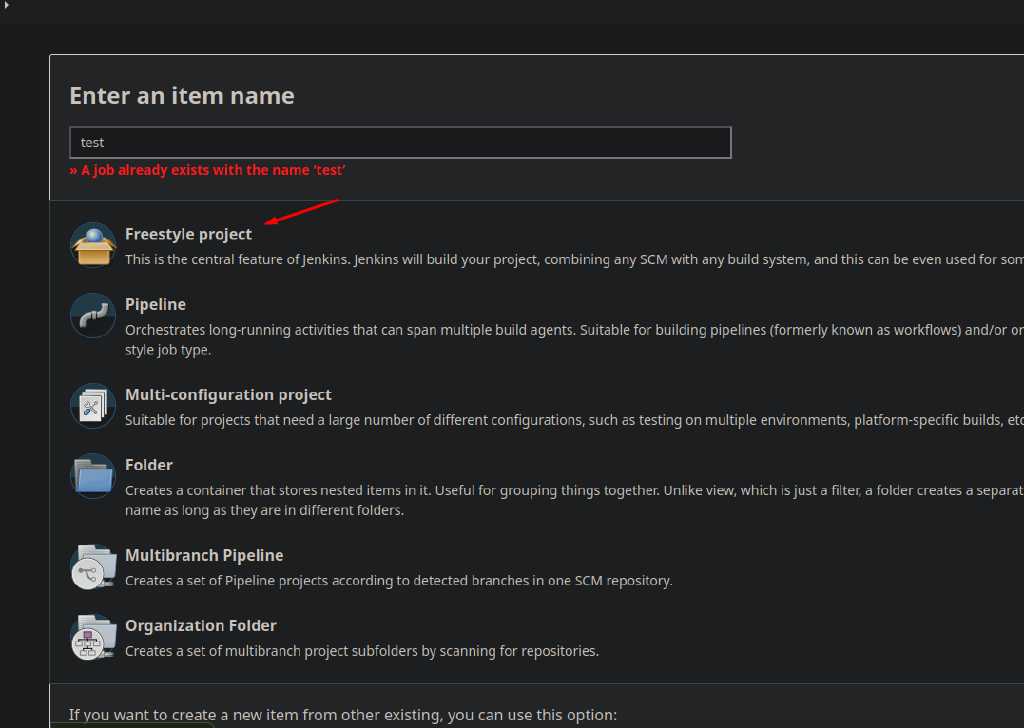 Enter an item name
test
» A job already exists with the name ‘test’
Freestyle project
This is the central feature of Jenkins. Jenkins will build your project, combining any SCM with any build system, and this can be even used for som
Pipeline
Orchestrates long-running activities that can span multiple build agents. Suitable for building pipelines (formerly known as workflows) and/or or
style job type.
Multi-configuration project
Suitable for projects that need a large number of different configurations, such as testing on multiple environments, platform-specific builds, etc
Folder
Creates a container that stores nested items in it. Useful for grouping things together. Unlike view, which is just a filter, a folder creates a separat
name as long as they are in different folders.
Multibranch Pipeline
Creates a set of Pipeline projects according to detected branches in one SCM repository.
Organization Folder
Creates a set of multibranch project subfolders by scanning for repositories.
If you want to create a new item from other existing, you can use this option: